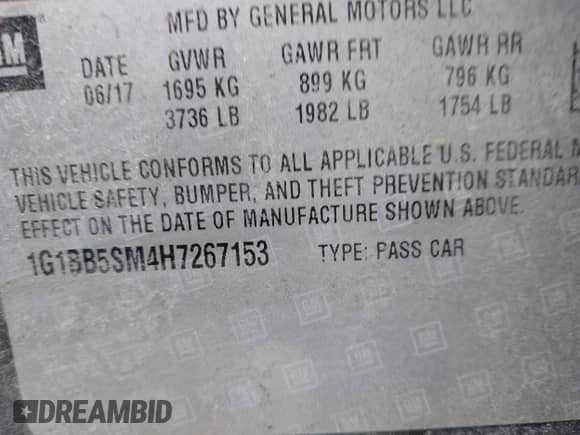 GM
MFD BY GENERAL MOTORS LLC
DATE GVWR GAWR FRT GAWR RR
06/17 1695 KG 899 KG 796 KG
3736 LB 1982 LB 1754 LB
THIS VEHICLE CONFORMS TO ALL APPLICABLE U.S. FEDERAL M
VEHICLE SAFETY, BUMPER, AND THEFT PREVENTION STANDAR
EFFECT ON THE DATE OF MANUFACTURE SHOWN ABOVE.
1G1BB5SM4H7267153 TYPE: PASS CAR
DREAMBID